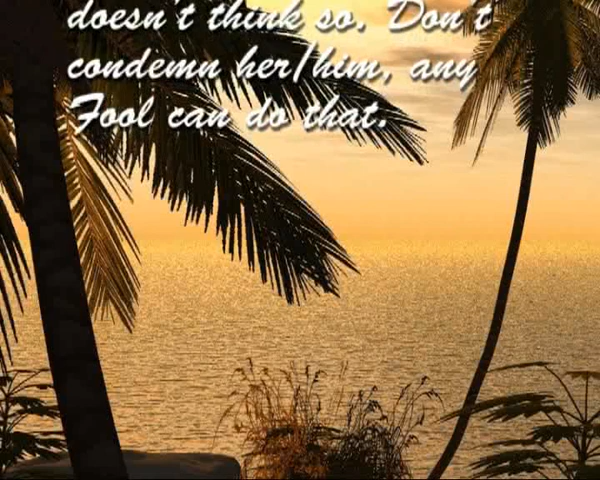 doesn't think so. Don't
condemn her/him, any
Fool can do that.